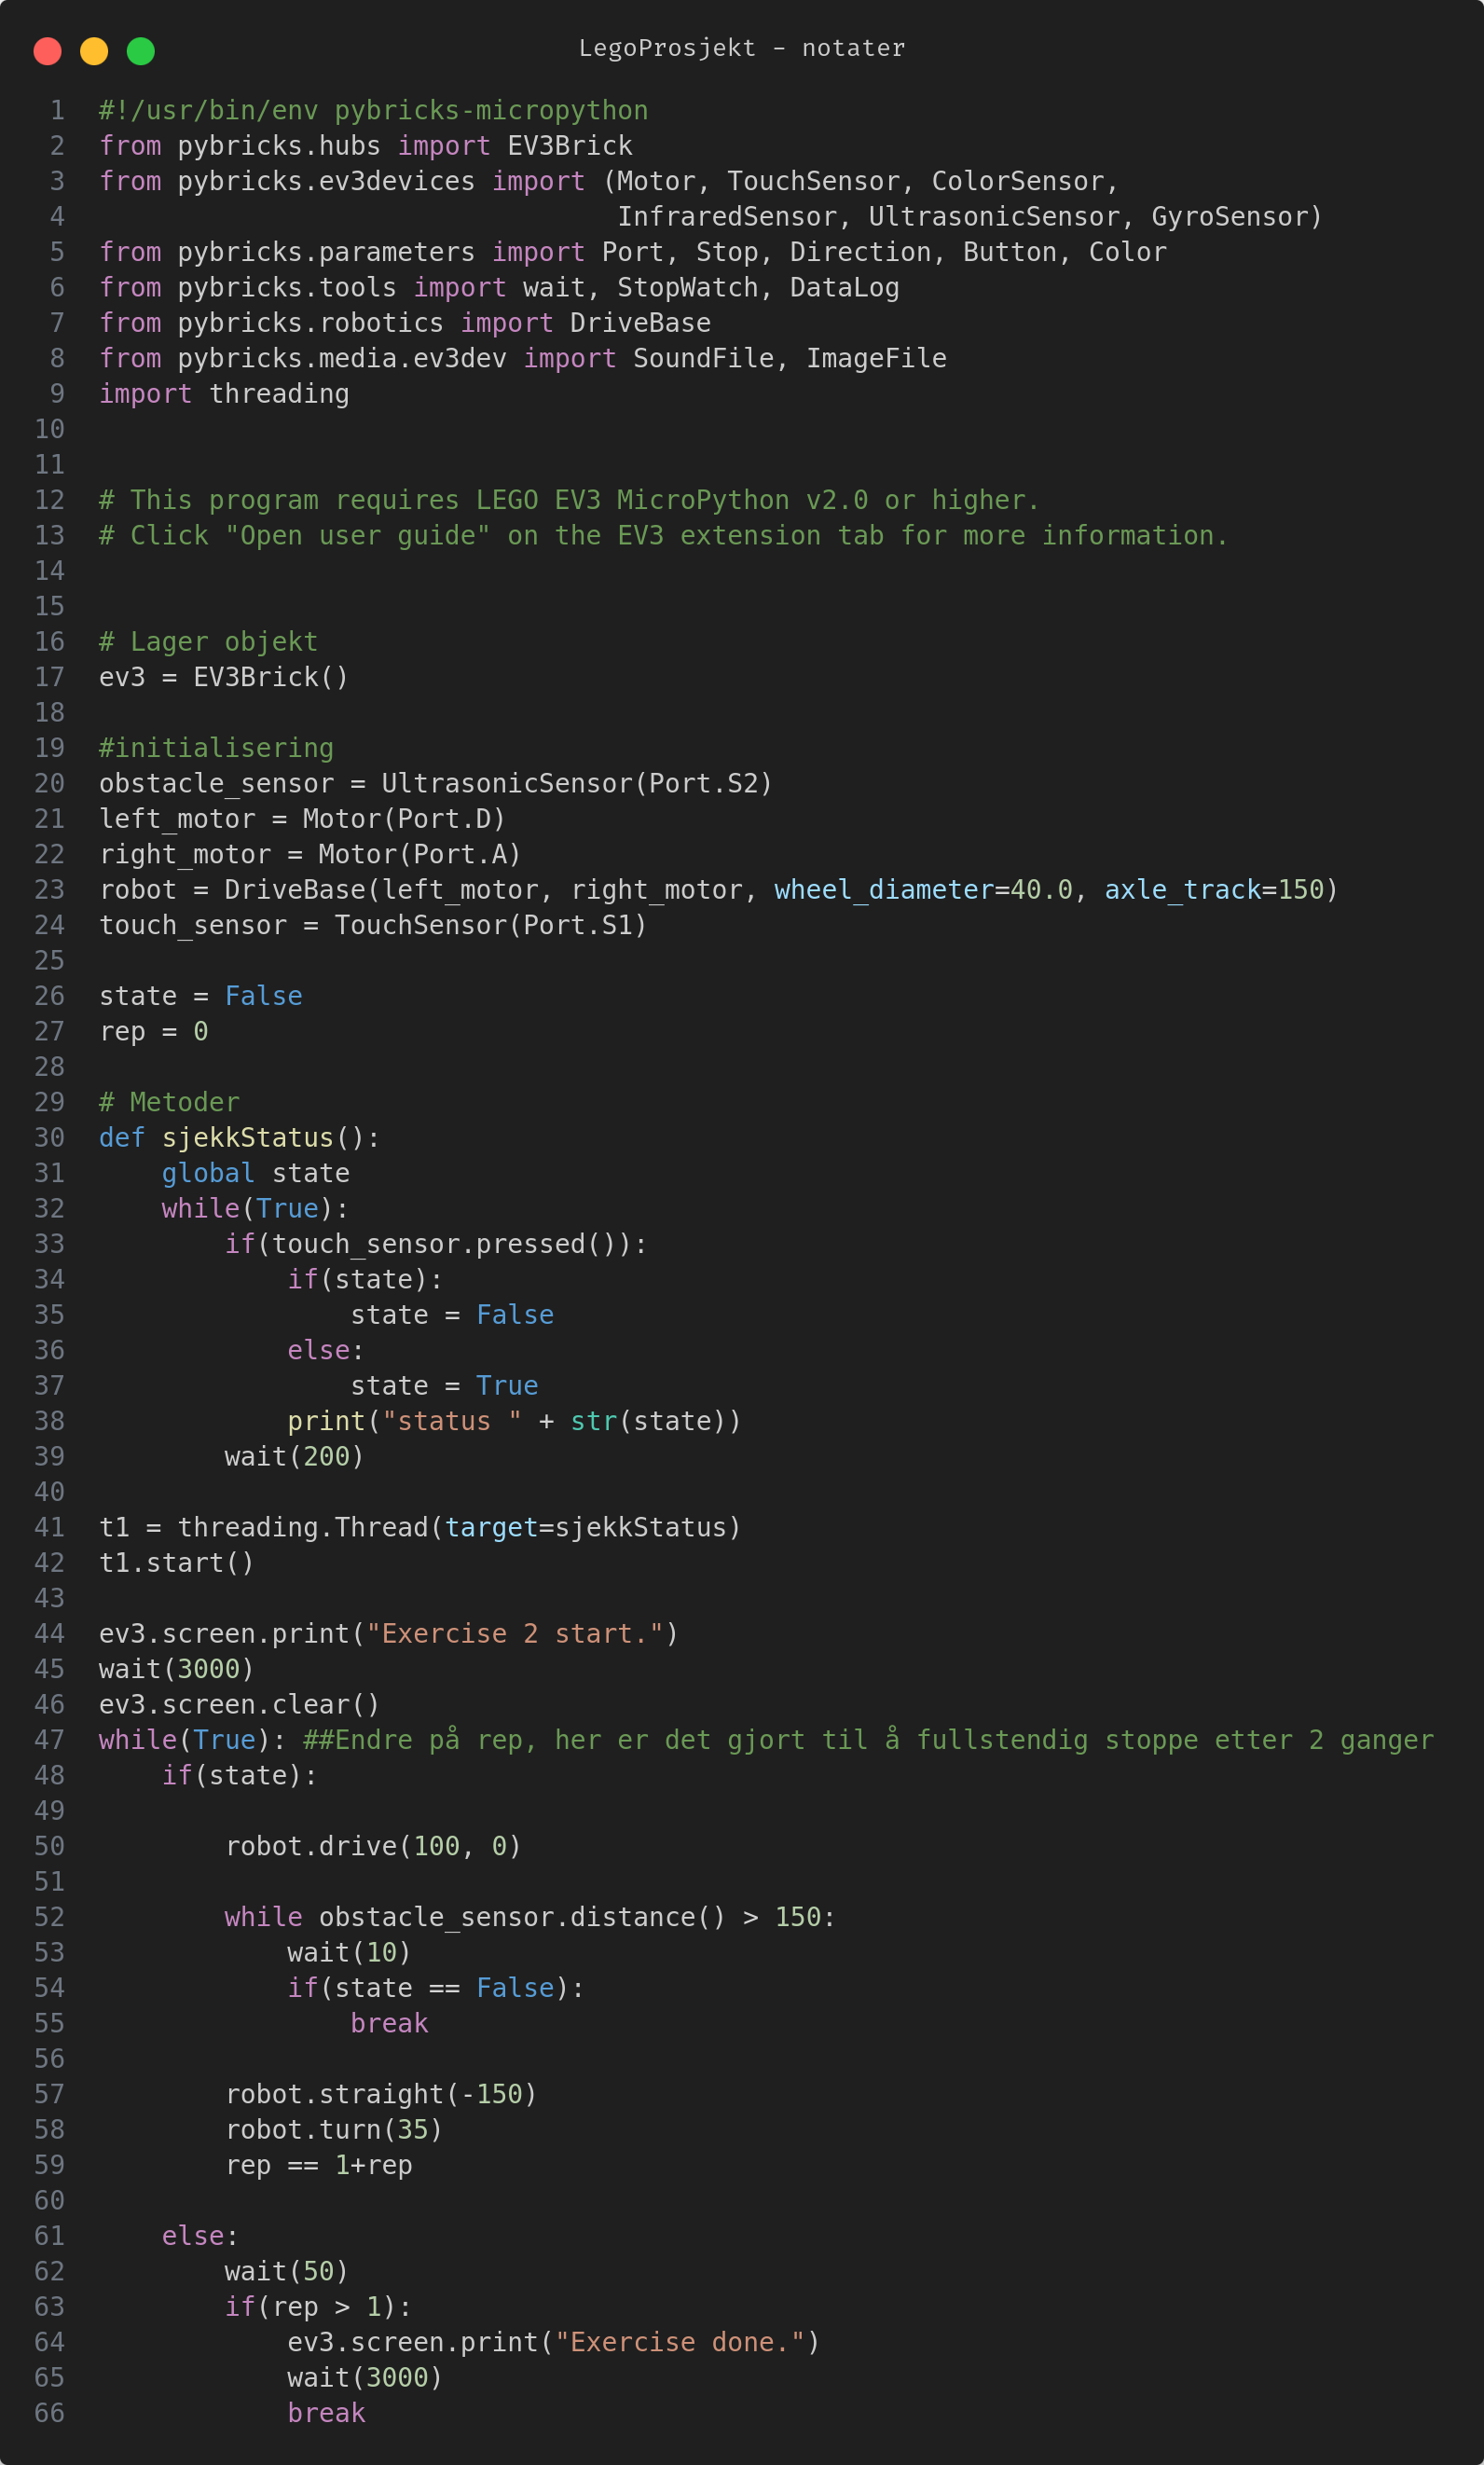 LegoProsjekt - notater
1 #!/usr/bin/env pybricks-micropython
2 from pybricks.hubs import EV3Brick
3 from pybricks.ev3devices import (Motor, TouchSensor, ColorSensor,
4                                  InfraredSensor, UltrasonicSensor, GyroSensor)
5 from pybricks.parameters import Port, Stop, Direction, Button, Color
6 from pybricks.tools import wait, StopWatch, DataLog
7 from pybricks.robotics import DriveBase
8 from pybricks.media.ev3dev import SoundFile, ImageFile
9 import threading
10
11
12 # This program requires LEGO EV3 MicroPython v2.0 or higher.
13 # Click "Open user guide" on the EV3 extension tab for more information.
14
15
16 # Lager objekt
17 ev3 = EV3Brick()
18
19 #initialisering
20 obstacle_sensor = UltrasonicSensor(Port.S2)
21 left_motor = Motor(Port.D)
22 right_motor = Motor(Port.A)
23 robot = DriveBase(left_motor, right_motor, wheel_diameter=40.0, axle_track=150)
24 touch_sensor = TouchSensor(Port.S1)
25
26 state = False
27 rep = 0
28
29 # Metoder
30 def sjekkStatus():
31     global state
32     while(True):
33         if(touch_sensor.pressed()):
34             if(state):
35                 state = False
36             else:
37                 state = True
38             print("status " + str(state))
39         wait(200)
40
41 t1 = threading.Thread(target=sjekkStatus)
42 t1.start()
43
44 ev3.screen.print("Exercise 2 start.")
45 wait(3000)
46 ev3.screen.clear()
47 while(True): ##Endre på rep, her er det gjort til å fullstendig stoppe etter 2 ganger
48     if(state):
49
50         robot.drive(100, 0)
51
52         while obstacle_sensor.distance() > 150:
53             wait(10)
54             if(state == False):
55                 break
56
57         robot.straight(-150)
58         robot.turn(35)
59         rep == 1+rep
60
61     else:
62         wait(50)
63         if(rep > 1):
64             ev3.screen.print("Exercise done.")
65             wait(3000)
66             break